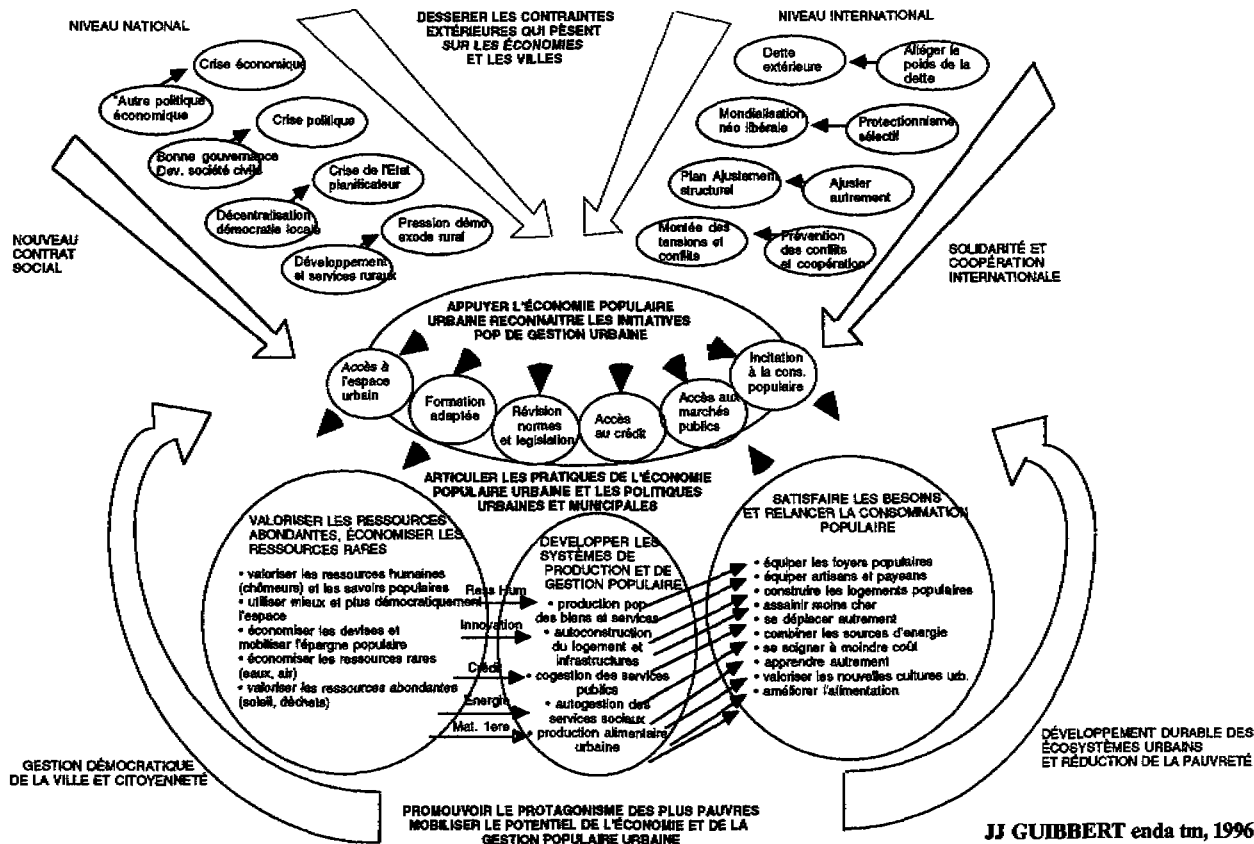 NIVEAU NATIONAL
DESSERER LES CONTRAINTES
EXTÉRIEURES QUI PÈSENT
SUR LES ÉCONOMIES
ET LES VILLES
NIVEAU INTERNATIONAL
Crise économique
"Autre politique
économique
Crise politique
Bonne gouvernance
Dev. société civile
Crise de l'Etat
planificateur
Décentralisation
démocratie locale
Pression démo
exode rural
Développement
et services ruraux
Dette
extérieure
Alléger le
poids de la
dette
Mondialisation
néo libérale
Protectionnisme
sélectif
Plan Ajustement
structurel
Ajuster
autrement
Montée des
tensions et
conflits
Prévention
des conflits
et coopération
NOUVEAU
CONTRAT
SOCIAL
SOLIDARITÉ ET
COOPÉRATION
INTERNATIONALE
APPUYER L'ÉCONOMIE POPULAIRE
URBAINE RECONNAITRE LES INITIATIVES
POP DE GESTION URBAINE
Accès à
l'espace
urbain
Formation
adaptée
Révision
normes
et legislation
Accès
au crédit
Accès aux
marchés
publics
Incitation
à la cons.
populaire
ARTICULER LES PRATIQUES DE L'ÉCONOMIE
POPULAIRE URBAINE ET LES POLITIQUES
URBAINES ET MUNICIPALES
VALORISER LES RESSOURCES
ABONDANTES, ÉCONOMISER LES
RESSOURCES RARES
• valoriser les ressources humaines
(chômeurs) et les savoirs populaires
• utiliser mieux et plus démocratiquement
l'espace
• économiser les devises et
mobiliser l'épargne populaire
• économiser les ressources rares
(eaux, air)
• valoriser les ressources abondantes
(soleil, déchets)
Ress Hum
Innovation
Crédit
Energie
Mat. 1ere
DÉVELOPPER LES
SYSTÈMES DE
PRODUCTION ET DE
GESTION POPULAIRE
• production pop
des biens et services
• autoconstruction
du logement et
infrastructures
• cogestion des services
publics
• autogestion des
services sociaux
• production alimentaire
urbaine
SATISFAIRE LES BESOINS
ET RELANCER LA CONSOMMATION
POPULAIRE
• équiper les foyers populaires
• équiper artisans et paysans
• construire les logements populaires
• assainir moins cher
• se déplacer autrement
• combiner les sources d'energie
• se soigner à moindre coût
• apprendre autrement
• valoriser les nouvelles cultures urb.
• améliorer l'alimentation
GESTION DÉMOCRATIQUE
DE LA VILLE ET CITOYENNETÉ
DÉVELOPPEMENT DURABLE DES
ÉCOSYSTÈMES URBAINS
ET RÉDUCTION DE LA PAUVRETÉ
PROMOUVOIR LE PROTAGONISME DES PLUS PAUVRES
MOBILISER LE POTENTIEL DE L'ÉCONOMIE ET DE LA
GESTION POPULAIRE URBAINE
JJ GUIBBERT enda tm, 1996